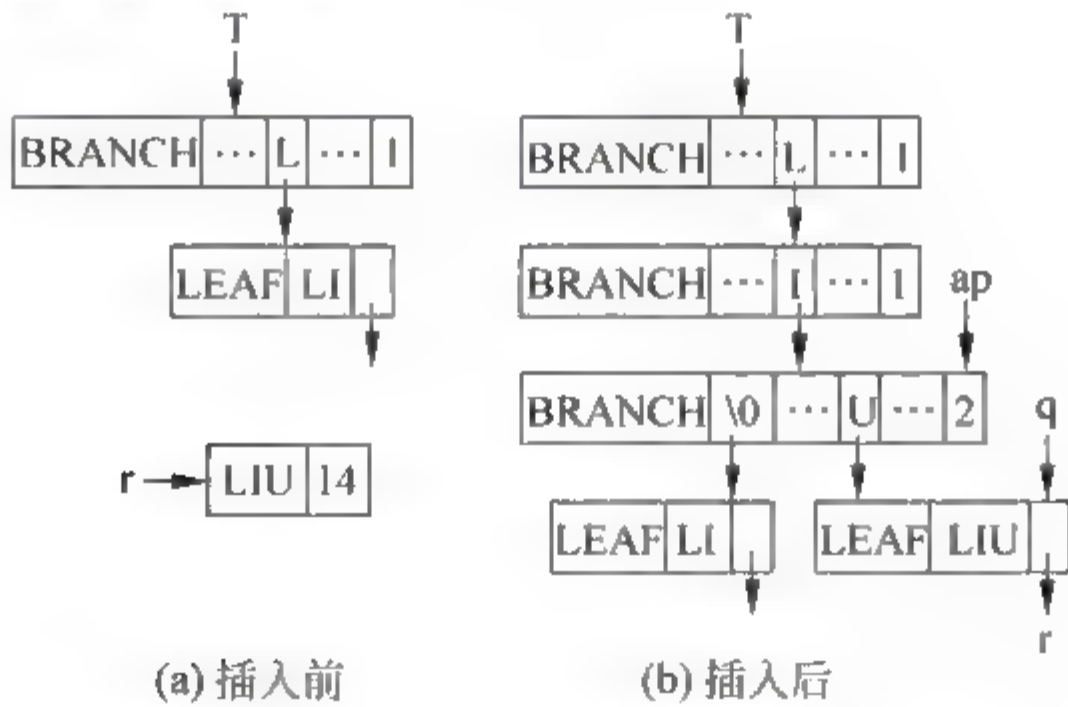 T
BRANCH … L … 1
LEAF LI
r LIU 14
(a) 插入前
T
BRANCH … L … 1
BRANCH … I … 1
ap
BRANCH \0 … U … 2
q
LEAF LI
LEAF LIU
r
(b) 插入后